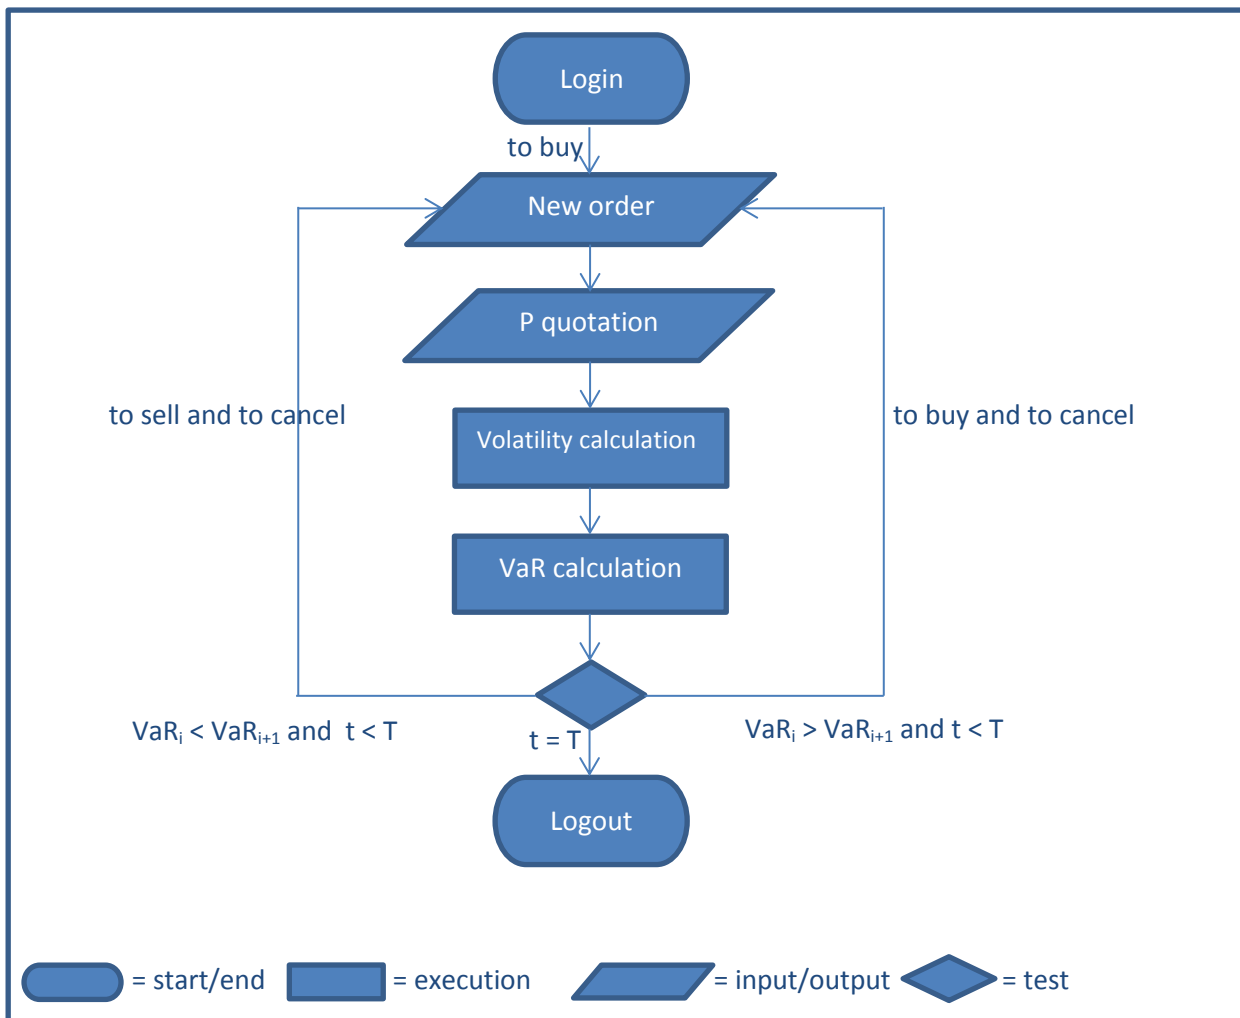 Login
to buy
New order
P quotation
to sell and to cancel
to buy and to cancel
Volatility calculation
VaR calculation
VaRi < VaRi+1 and  t < T
t = T
VaRi > VaRi+1 and t < T
Logout
= start/end
= execution
= input/output
= test